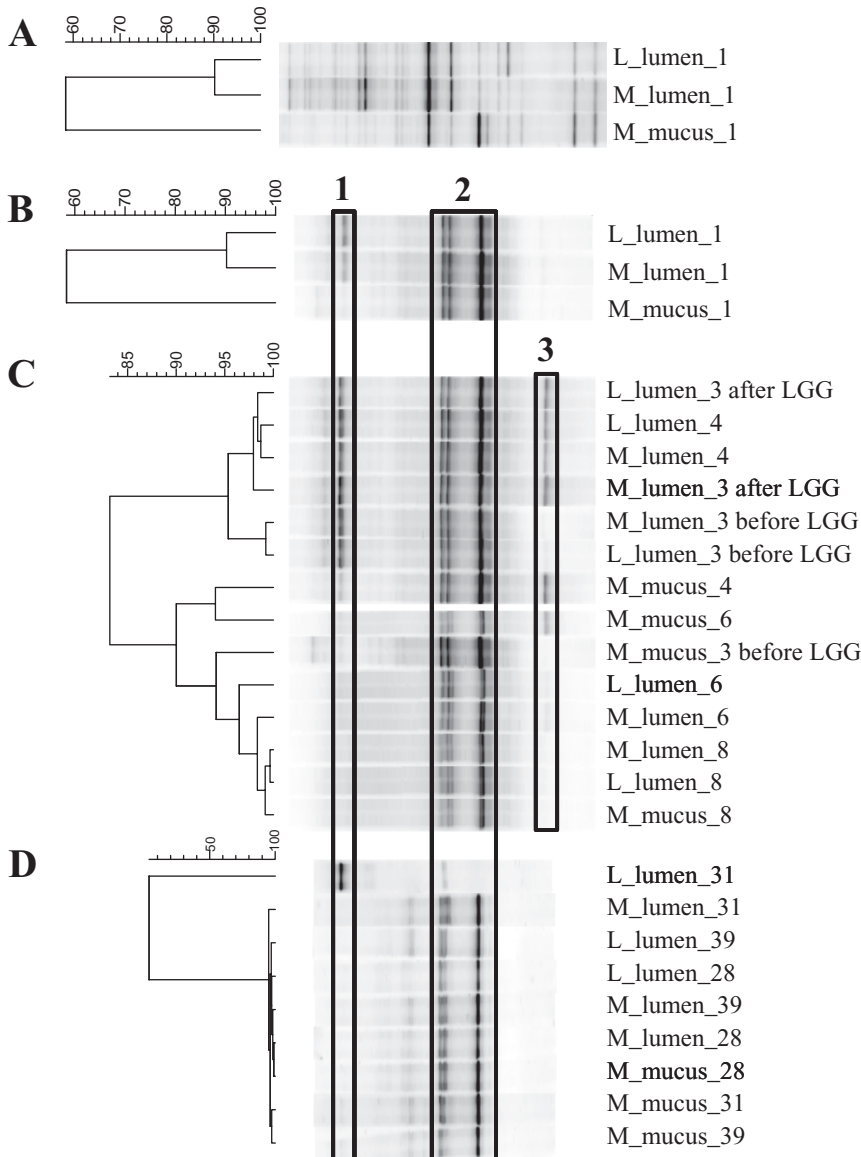 A
60 70 80 90 100
L_lumen_1
M_lumen_1
M_mucus_1
B
60 70 80 90 100
1 2
L_lumen_1
M_lumen_1
M_mucus_1
C
85 90 95 100
3
L_lumen_3 after LGG
L_lumen_4
M_lumen_4
M_lumen_3 after LGG
M_lumen_3 before LGG
L_lumen_3 before LGG
M_mucus_4
M_mucus_6
M_mucus_3 before LGG
L_lumen_6
M_lumen_6
M_lumen_8
L_lumen_8
M_mucus_8
D
50 100
L_lumen_31
M_lumen_31
L_lumen_39
L_lumen_28
M_lumen_39
M_lumen_28
M_mucus_28
M_mucus_31
M_mucus_39